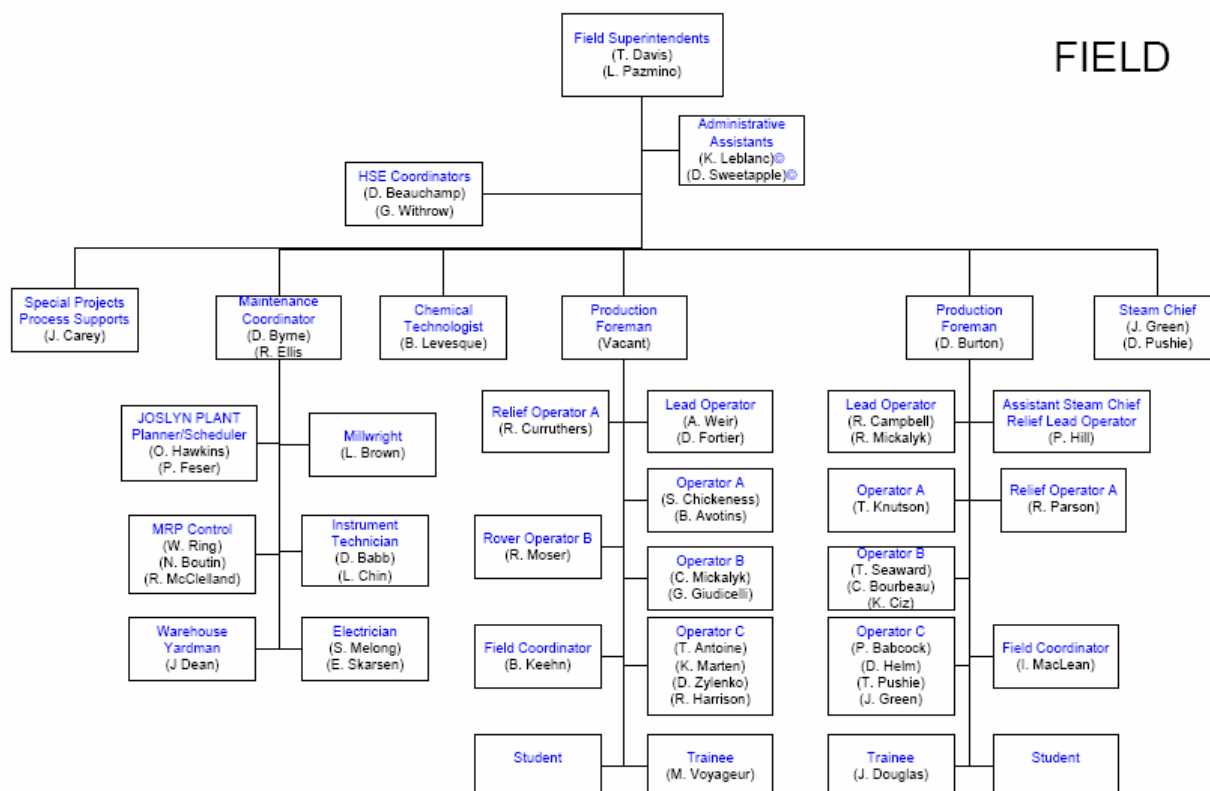 FIELD
Field Superintendents
(T. Davis)
(L. Pazmino)
Administrative
Assistants
(K. Leblanc)©
(D. Sweetapple)©
HSE Coordinators
(D. Beauchamp)
(G. Withrow)
Special Projects
Process Supports
(J. Carey)
Maintenance
Coordinator
(D. Byrne)
(R. Ellis
Chemical
Technologist
(B. Levesque)
Production
Foreman
(Vacant)
Production
Foreman
(D. Burton)
Steam Chief
(J. Green)
(D. Pushie)
JOSLYN PLANT
Planner/Scheduler
(O. Hawkins)
(P. Feser)
Millwright
(L. Brown)
MRP Control
(W. Ring)
(N. Boutin)
(R. McClelland)
Instrument
Technician
(D. Babb)
(L. Chin)
Warehouse
Yardman
(J Dean)
Electrician
(S. Melong)
(E. Skarsen)
Relief Operator A
(R. Curruthers)
Lead Operator
(A. Weir)
(D. Fortier)
Operator A
(S. Chickeness)
(B. Avotins)
Rover Operator B
(R. Moser)
Operator B
(C. Mickalyk)
(G. Giudicelli)
Field Coordinator
(B. Keehn)
Operator C
(T. Antoine)
(K. Marten)
(D. Zylenko)
(R. Harrison)
Student
Trainee
(M. Voyageur)
Lead Operator
(R. Campbell)
(R. Mickalyk)
Assistant Steam Chief
Relief Lead Operator
(P. Hill)
Operator A
(T. Knutson)
Relief Operator A
(R. Parson)
Operator B
(T. Seaward)
(C. Bourbeau)
(K. Ciz)
Operator C
(P. Babcock)
(D. Helm)
(T. Pushie)
(J. Green)
Field Coordinator
(I. MacLean)
Trainee
(J. Douglas)
Student